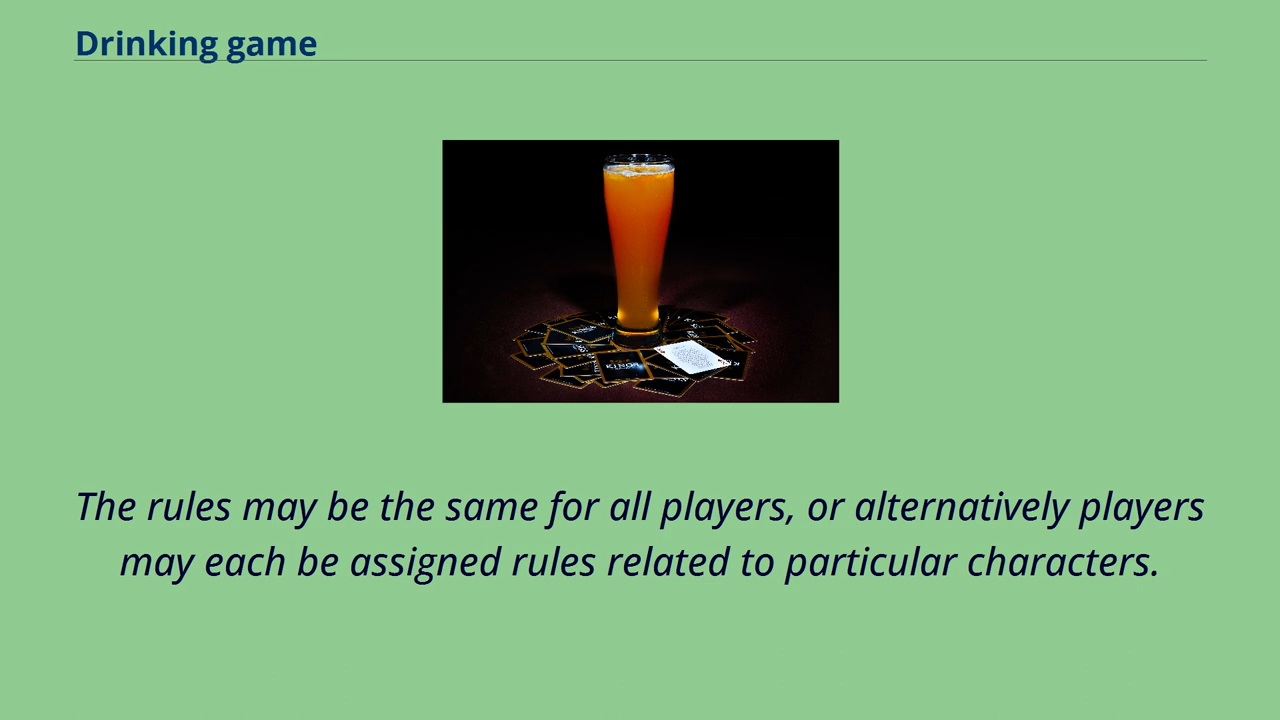 Drinking game
The rules may be the same for all players, or alternatively players
may each be assigned rules related to particular characters.